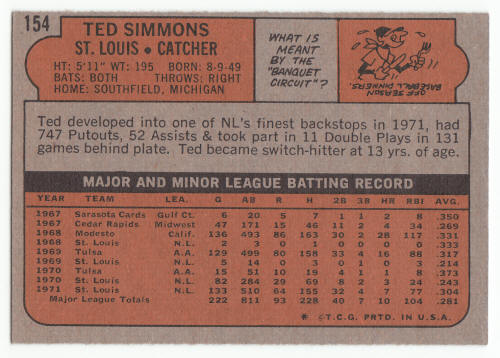 154
TED SIMMONS
ST. LOUIS • CATCHER
HT: 5'11" WT: 195 BORN: 8-9-49
BATS: BOTH THROWS: RIGHT
HOME: SOUTHFIELD, MICHIGAN
WHAT IS
MEANT
BY THE
"BANQUET
CIRCUIT"?
OFF SEASON
BASEBALL DINNERS.
Ted developed into one of NL's finest backstops in 1971, had
747 Putouts, 52 Assists & took part in 11 Double Plays in 131
games behind plate. Ted became switch-hitter at 13 yrs. of age.
MAJOR AND MINOR LEAGUE BATTING RECORD
YEAR TEAM LEA. G AB R H 2B 3B HR RBI AVG.
1967 Sarasota Cards Gulf Ct. 6 20 5 7 1 1 2 8 .350
1967 Cedar Rapids Midwest 47 171 15 46 11 2 4 34 .269
1968 Modesto Calif. 136 493 86 163 30 2 28 117 .331
1968 St. Louis N.L. 2 3 0 1 0 0 0 0 .333
1969 Tulsa A.A. 129 499 80 158 33 4 16 88 .317
1969 St. Louis N.L. 5 14 0 3 0 1 0 3 .214
1970 Tulsa A.A. 15 51 10 19 4 1 1 8 .373
1970 St. Louis N.L. 82 284 29 69 8 2 3 24 .243
1971 St. Louis N.L. 133 510 64 155 32 4 7 77 .304
Major League Totals 222 811 93 228 40 7 10 104 .281
* © T.C.G. PRTD. IN U.S.A.